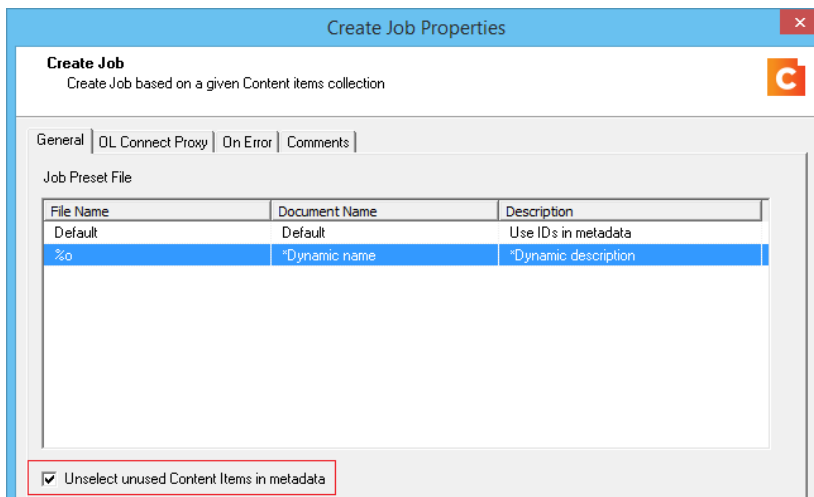 Create Job Properties
×
Create Job
Create Job based on a given Content items collection
C
General OL Connect Proxy On Error Comments
Job Preset File
File Name Document Name Description
Default Default Use IDs in metadata
%o *Dynamic name *Dynamic description
Unselect unused Content Items in metadata